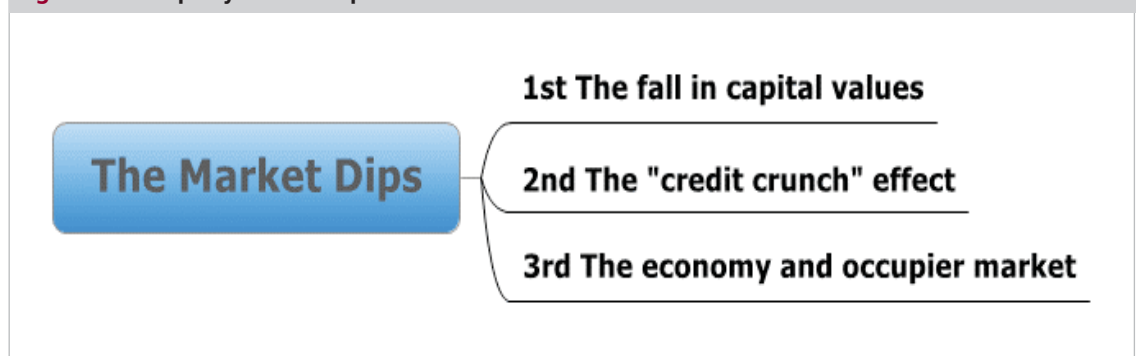 The Market Dips
1st The fall in capital values
2nd The "credit crunch" effect
3rd The economy and occupier market